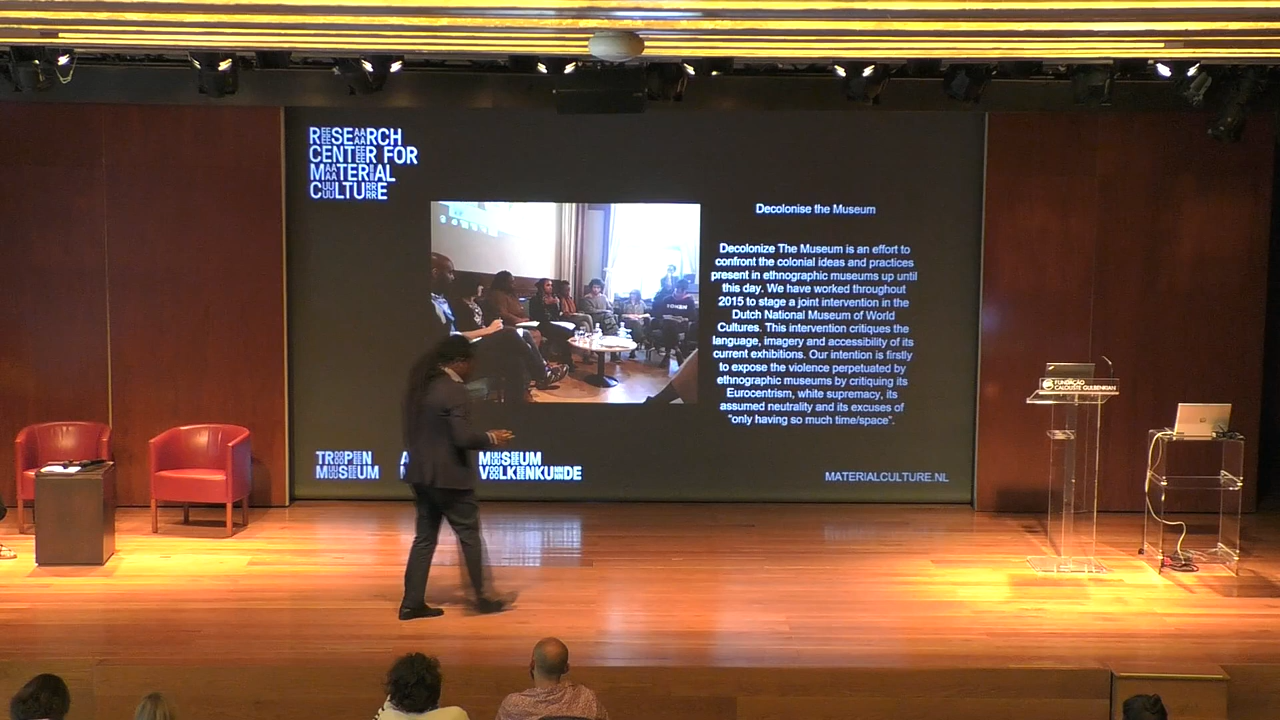 RESEARCH
CENTER FOR
MATERIAL
CULTURE
Decolonise the Museum
Decolonize The Museum is an effort to
confront the colonial ideas and practices
present in ethnographic museums up until
this day. We have worked throughout
2015 to stage a joint intervention in the
Dutch National Museum of World
Cultures. This intervention critiques the
language, imagery and accessibility of its
current exhibitions. Our intention is firstly
to expose the violence perpetuated by
ethnographic museums by critiquing its
Eurocentrism, white supremacy, its
assumed neutrality and its excuses of
"only having so much time/space".
TROPEN
MUSEUM
MUSEUM
VOLKENKUNDE
MATERIALCULTURE.NL
FUNDAÇÃO
CALOUSTE GULBENKIAN